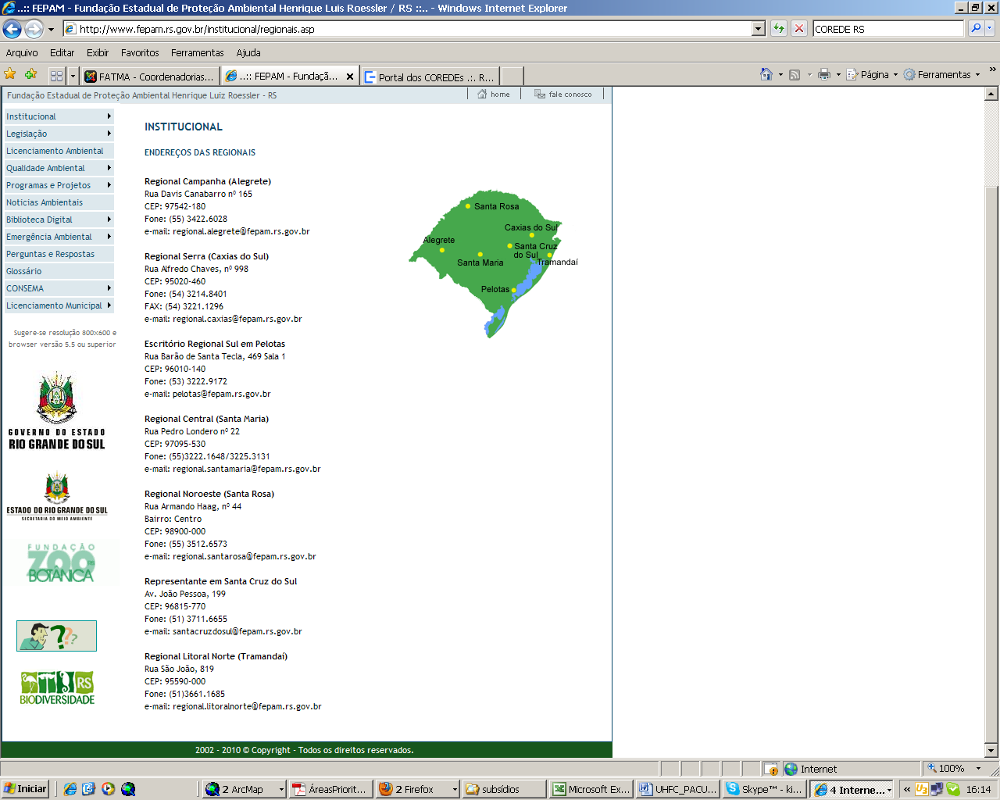 ..:: FEPAM - Fundação Estadual de Proteção Ambiental Henrique Luis Roessler / RS ::.. - Windows Internet Explorer
http://www.fepam.rs.gov.br/institucional/regionais.asp
COREDE RS
Arquivo Editar Exibir Favoritos Ferramentas Ajuda
FATMA - Coordenadorias...
..:: FEPAM - Fundaçã...
Portal dos COREDEs .:. R...
Página
Ferramentas
»
Fundação Estadual de Proteção Ambiental Henrique Luiz Roessler - RS
home
fale conosco
Institucional
Legislação
Licenciamento Ambiental
Qualidade Ambiental
Programas e Projetos
Noticias Ambientais
Biblioteca Digital
Emergência Ambiental
Perguntas e Respostas
Glossário
CONSEMA
Licenciamento Municipal
Sugere-se resolução 800x600 e
browser versão 5.5 ou superior
GOVERNO DO ESTADO
RIO GRANDE DO SUL
ESTADO DO RIO GRANDE DO SUL
SECRETARIA DO MEIO AMBIENTE
FUNDAÇÃO
ZOO
BOTÂNICA
???
RS
BIODIVERSIDADE
INSTITUCIONAL
ENDEREÇOS DAS REGIONAIS
Regional Campanha (Alegrete)
Rua Davis Canabarro nº 165
CEP: 97542-180
Fone: (55) 3422.6028
e-mail: regional.alegrete@fepam.rs.gov.br
Regional Serra (Caxias do Sul)
Rua Alfredo Chaves, nº 998
CEP: 95020-460
Fone: (54) 3214.8401
FAX: (54) 3221.1296
e-mail: regional.caxias@fepam.rs.gov.br
Escritório Regional Sul em Pelotas
Rua Barão de Santa Tecla, 469 Sala 1
CEP: 96010-140
Fone: (53) 3222.9172
e-mail: pelotas@fepam.rs.gov.br
Regional Central (Santa Maria)
Rua Pedro Londero nº 22
CEP: 97095-530
Fone: (55)3222.1648/3225.3131
e-mail: regional.santamaria@fepam.rs.gov.br
Regional Noroeste (Santa Rosa)
Rua Armando Haag, nº 44
Bairro: Centro
CEP: 98900-000
Fone: (55) 3512.6573
e-mail: regional.santarosa@fepam.rs.gov.br
Representante em Santa Cruz do Sul
Av. João Pessoa, 199
CEP: 96815-770
Fone: (51) 3711.6655
e-mail: santacruzdosul@fepam.rs.gov.br
Regional Litoral Norte (Tramandaí)
Rua São João, 819
CEP: 95590-000
Fone: (51)3661.1685
e-mail: regional.litoralnorte@fepam.rs.gov.br
Santa Rosa
Caxias do Sul
Alegrete
Santa Cruz
do Sul
Santa Maria
Tramandaí
Pelotas
2002 - 2010 © Copyright - Todos os direitos reservados.
Internet
100%
Iniciar
2 ArcMap
ÁreasPriorit...
2 Firefox
subsídios
Microsoft Ex...
UHFC_PACU...
Skype™ - ki...
4 Interne...
«
16:14